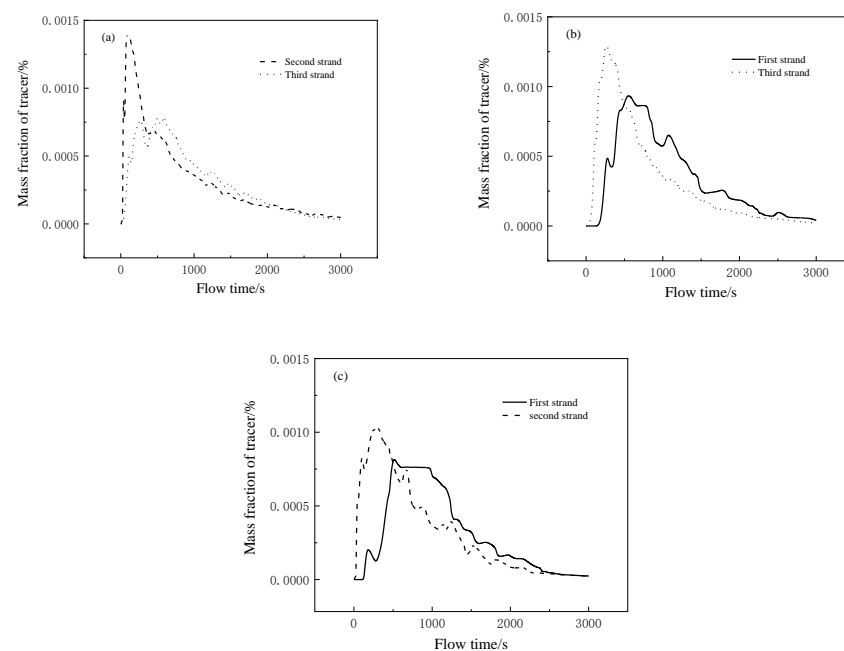 (a)
Second strand
Third strand
0.0015
0.0010
0.0005
0.0000
Mass fraction of tracer/%
0 1000 2000 3000
Flow time/s
(b)
First strand
Third strand
0.0015
0.0010
0.0005
0.0000
Mass fraction of tracer/%
0 1000 2000 3000
Flow time/s
(c)
First strand
second strand
0.0015
0.0010
0.0005
0.0000
Mass fraction of tracer/%
0 1000 2000 3000
Flow time/s